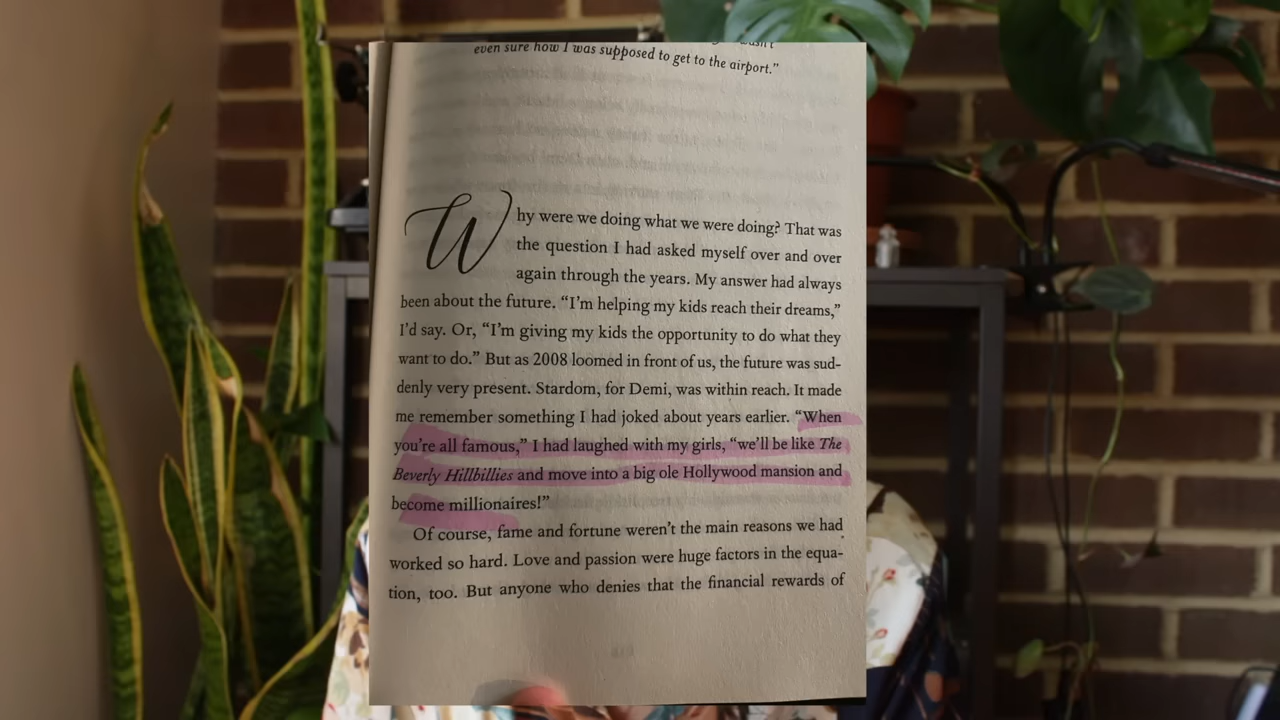 even sure how I was supposed to get to the airport.”
Why were we doing what we were doing? That was
the question I had asked myself over and over
again through the years. My answer had always
been about the future. “I’m helping my kids reach their dreams,”
I’d say. Or, “I’m giving my kids the opportunity to do what they
want to do.” But as 2008 loomed in front of us, the future was sud-
denly very present. Stardom, for Demi, was within reach. It made
me remember something I had joked about years earlier. “When
you’re all famous,” I had laughed with my girls, “we’ll be like The
Beverly Hillbillies and move into a big ole Hollywood mansion and
become millionaires!”
Of course, fame and fortune weren’t the main reasons we had
worked so hard. Love and passion were huge factors in the equa-
tion, too. But anyone who denies that the financial rewards of